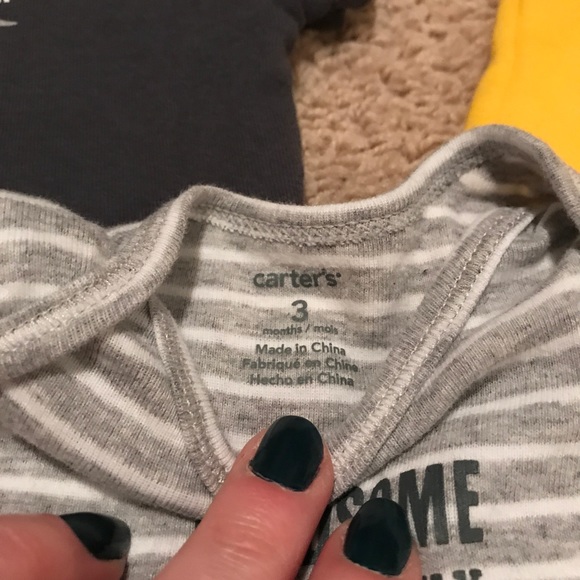 carter's
3
months / mois
Made in China
Fabriqué en Chine
Hecho en China
SOME